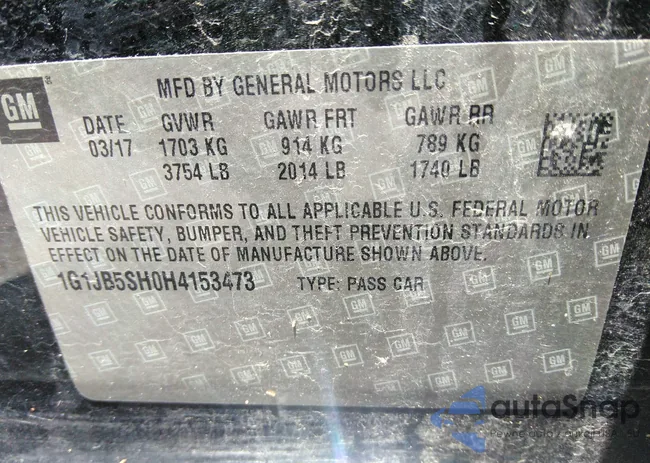 GM
MFD BY GENERAL MOTORS LLC
DATE GVWR GAWR FRT GAWR RR
03/17 1703 KG 914 KG 789 KG
3754 LB 2014 LB 1740 LB
THIS VEHICLE CONFORMS TO ALL APPLICABLE U.S. FEDERAL MOTOR
VEHICLE SAFETY, BUMPER, AND THEFT PREVENTION STANDARDS IN
EFFECT ON THE DATE OF MANUFACTURE SHOWN ABOVE.
1G1JB5SH0H4153473 TYPE: PASS CAR
autoSnap